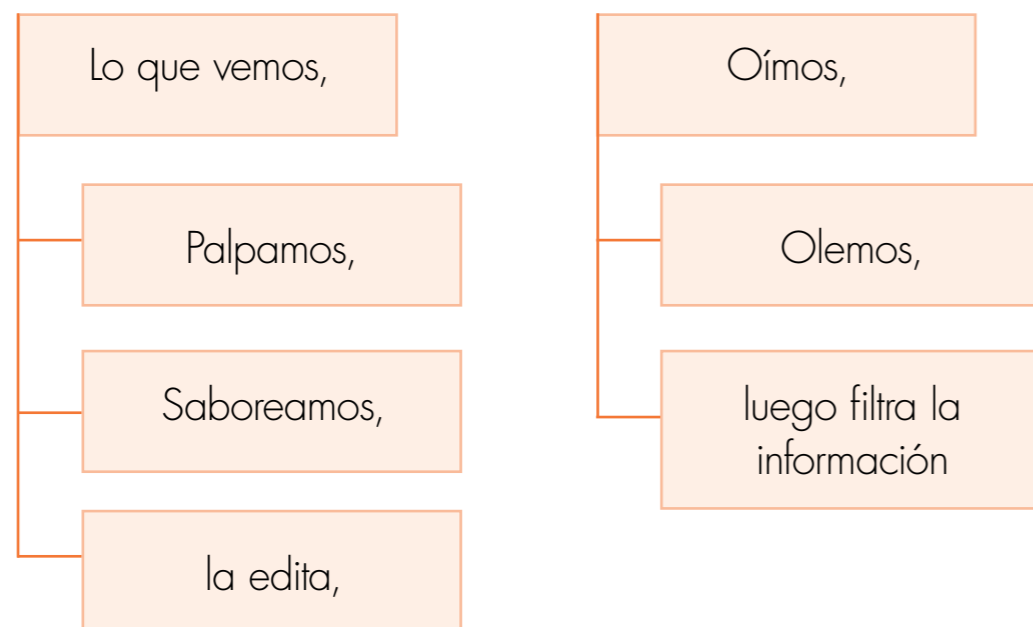 Lo que vemos,
Oímos,
Palpamos,
Olemos,
Saboreamos,
luego filtra la
información
la edita,